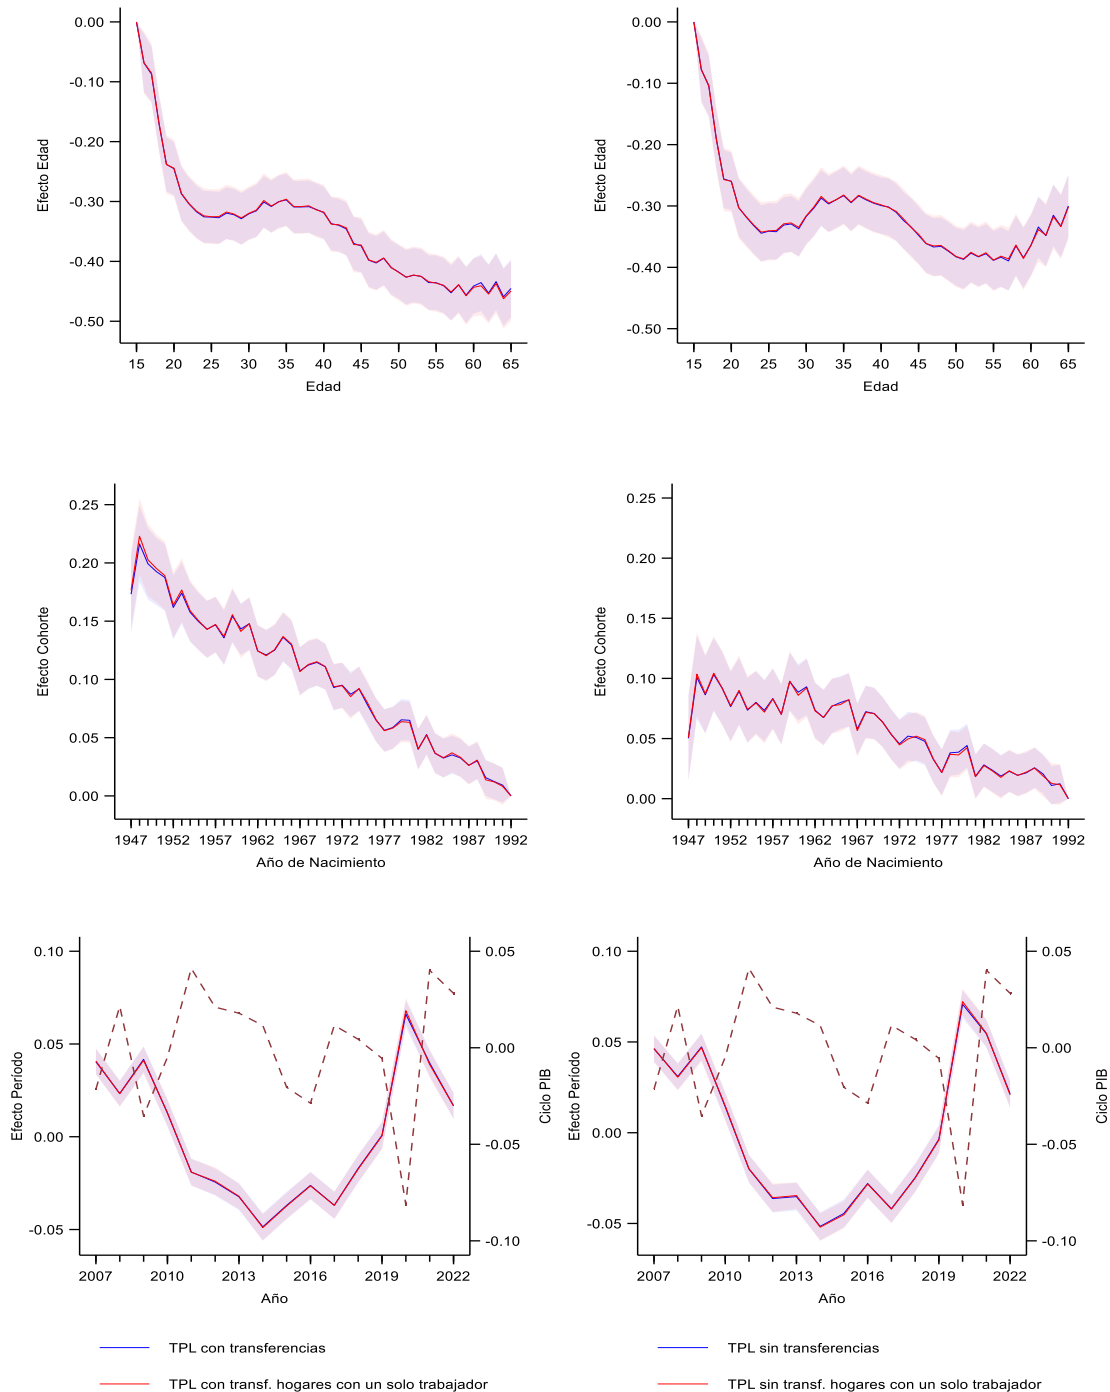 0.00
-0.10
-0.20
-0.30
-0.40
-0.50
Efecto Edad
15 20 25 30 35 40 45 50 55 60 65
Edad
0.00
-0.10
-0.20
-0.30
-0.40
-0.50
Efecto Edad
15 20 25 30 35 40 45 50 55 60 65
Edad
0.25
0.20
0.15
0.10
0.05
0.00
Efecto Cohorte
1947 1952 1957 1962 1967 1972 1977 1982 1987 1992
Año de Nacimiento
0.25
0.20
0.15
0.10
0.05
0.00
Efecto Cohorte
1947 1952 1957 1962 1967 1972 1977 1982 1987 1992
Año de Nacimiento
0.10
0.05
0.00
-0.05
Efecto Período
0.05
0.00
-0.05
-0.10
Ciclo PIB
2007 2010 2013 2016 2019 2022
Año
0.10
0.05
0.00
-0.05
Efecto Período
0.05
0.00
-0.05
-0.10
Ciclo PIB
2007 2010 2013 2016 2019 2022
Año
TPL con transferencias
TPL con transf. hogares con un solo trabajador
TPL sin transferencias
TPL sin transf. hogares con un solo trabajador